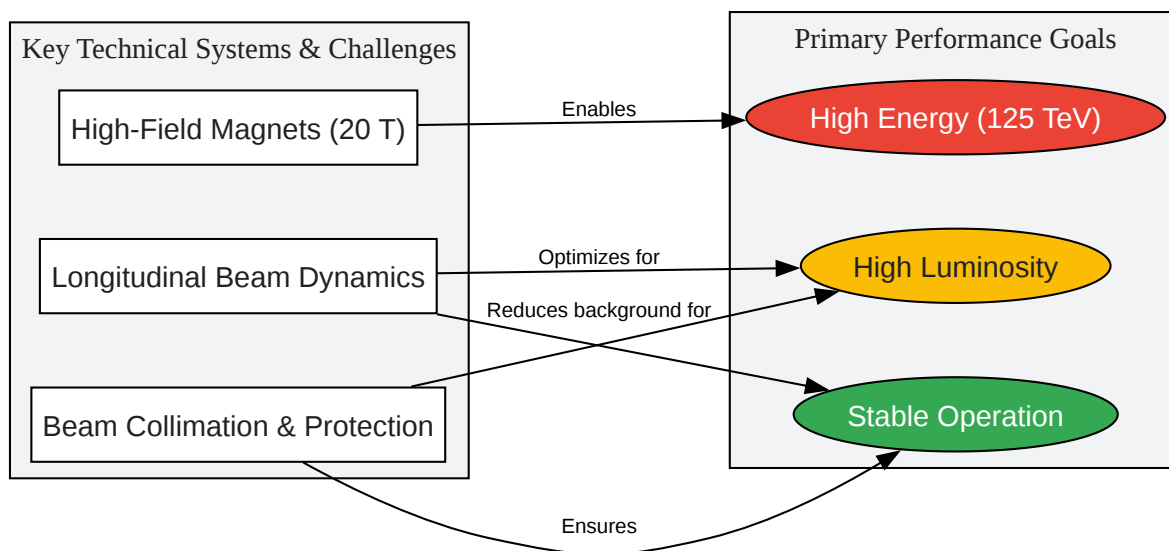 Key Technical Systems & Challenges
Primary Performance Goals
High-Field Magnets (20 T)
Enables
High Energy (125 TeV)
Longitudinal Beam Dynamics
Optimizes for
High Luminosity
Reduces background for
Beam Collimation & Protection
Stable Operation
Ensures